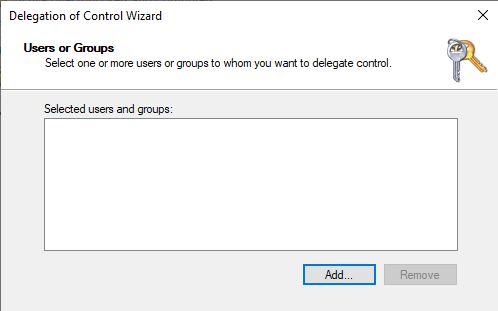 Delegation of Control Wizard
Users or Groups
Select one or more users or groups to whom you want to delegate control.
Selected users and groups:
Add...
Remove